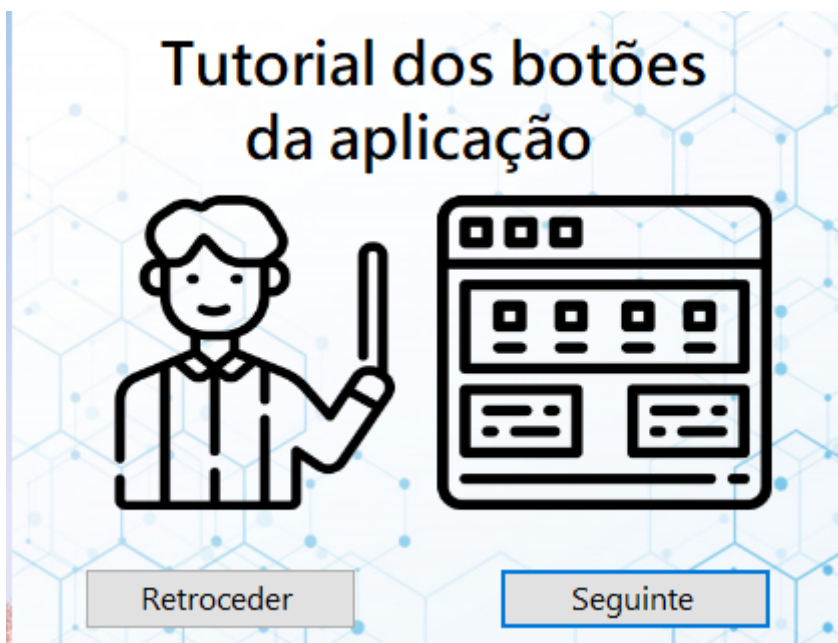 Tutorial dos botões
da aplicação
Retroceder
Seguinte